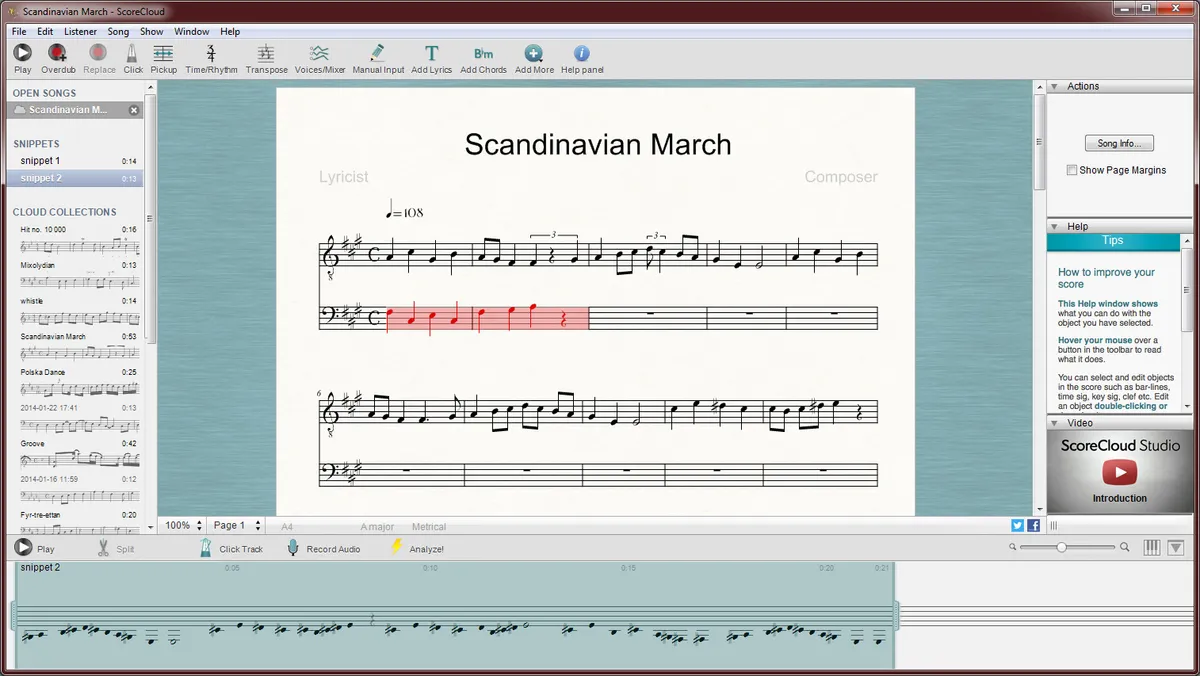 Scandinavian March - ScoreCloud
File Edit Listener Song Show Window Help
Play Overdub Replace Click Pickup Time/Rhythm Transpose Voices/Mixer Manual Input Add Lyrics Add Chords Add More Help panel
OPEN SONGS
Scandinavian M...
SNIPPETS
snippet 1 0:14
snippet 2 0:13
CLOUD COLLECTIONS
Hit no. 10 000 0:16
Mixolydian 0:13
whistle 0:14
Scandinavian March 0:53
Polska Dance 0:25
2014-01-22 17:41 0:13
Groove 0:42
2014-01-16 11:59 0:12
Fyr-tre-ettan 0:20
Scandinavian March
Lyricist Composer
=108
3 3
6
100% Page 1 A4 A major Metrical
Actions
Song Info...
Show Page Margins
Help
Tips
How to improve your
score
This Help window shows
what you can do with the
object you have selected.
Hover your mouse over a
button in the toolbar to read
what it does.
You can select and edit objects
in the score such as bar-lines,
time sig, key sig, clef etc. Edit
an object double-clicking or
Video
ScoreCloud Studio
Introduction
Play Split Click Track Record Audio Analyze!
snippet 2 0:05 0:10 0:15 0:20 0:21